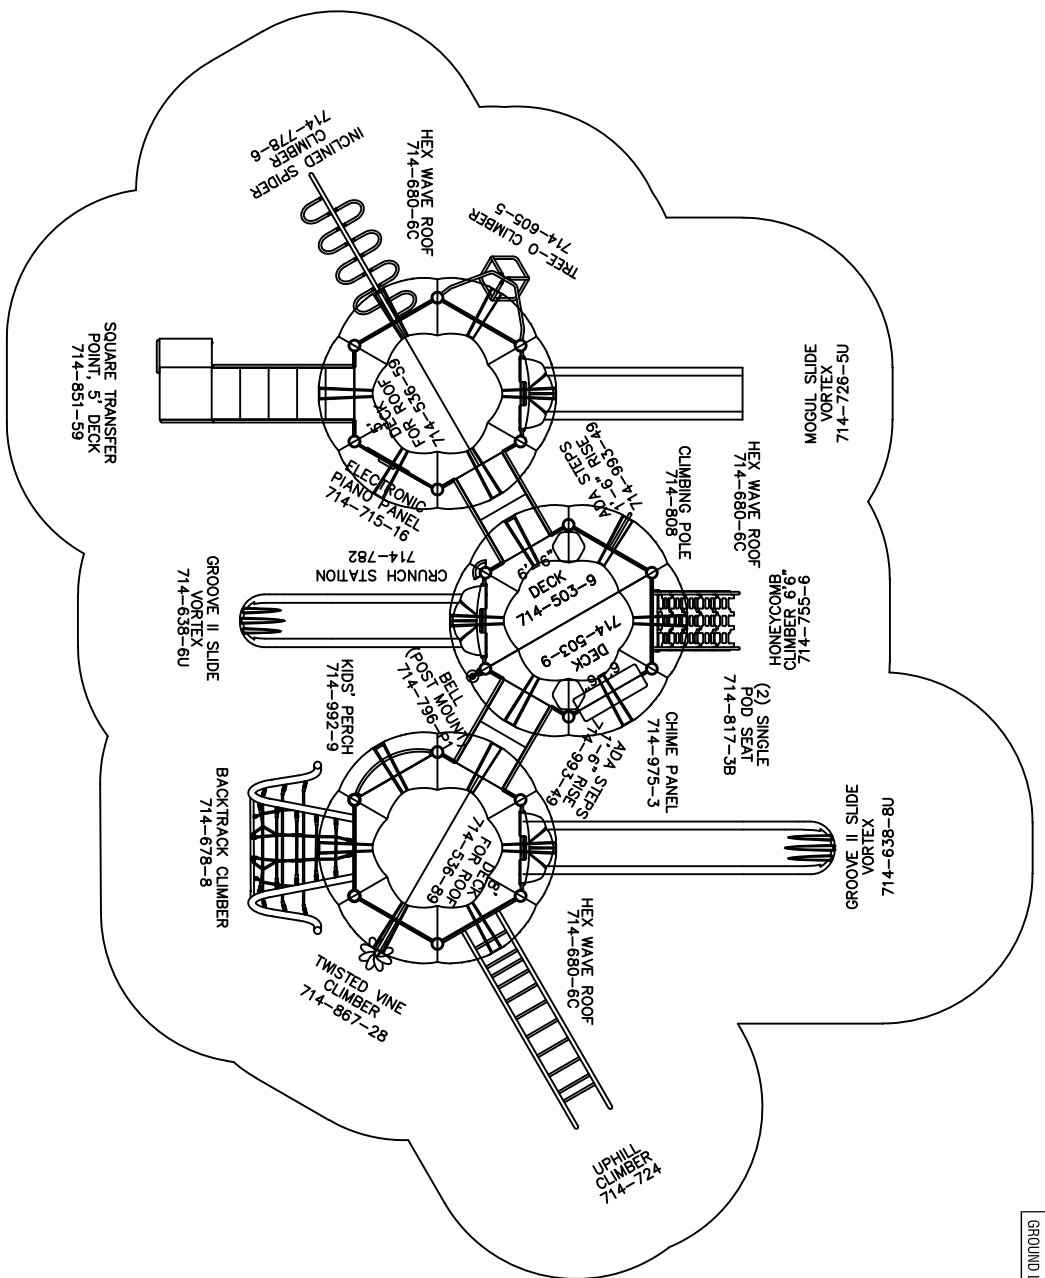 INCLINED SPIDER
CLIMBER
714-778-6
HEX WAVE ROOF
714-680-6C
TREE-O CLIMBER
714-605-5
MOGUL SLIDE
VORTEX
714-726-5U
SQUARE TRANSFER
POINT, 5' DECK
714-851-59
5'
DECK
FOR ROOF
714-536-59
ELECTRONIC
PIANO PANEL
714-715-16
ADA STEPS
1'-6" RISE
714-993-49
CLIMBING POLE
714-808
HEX WAVE ROOF
714-680-6C
HONEYCOMB
CLIMBER 6'6"
714-755-6
CRUNCH STATION
714-782
6' 6"
DECK
714-503-9
6' 6"
DECK
714-503-9
GROOVE II SLIDE
VORTEX
714-638-6U
(2) SINGLE
POD SEAT
714-817-3B
CHIME PANEL
714-975-3
BELL
(POST MOUNT)
714-796-61
KIDS' PERCH
714-992-9
ADA STEPS
1'-6" RISE
714-993-49
GROOVE II SLIDE
VORTEX
714-638-8U
BACKTRACK CLIMBER
714-678-8
8'
DECK
FOR ROOF
714-536-89
HEX WAVE ROOF
714-680-6C
TWISTED VINE
CLIMBER
714-867-28
UPHILL
CLIMBER
714-724
GROUND